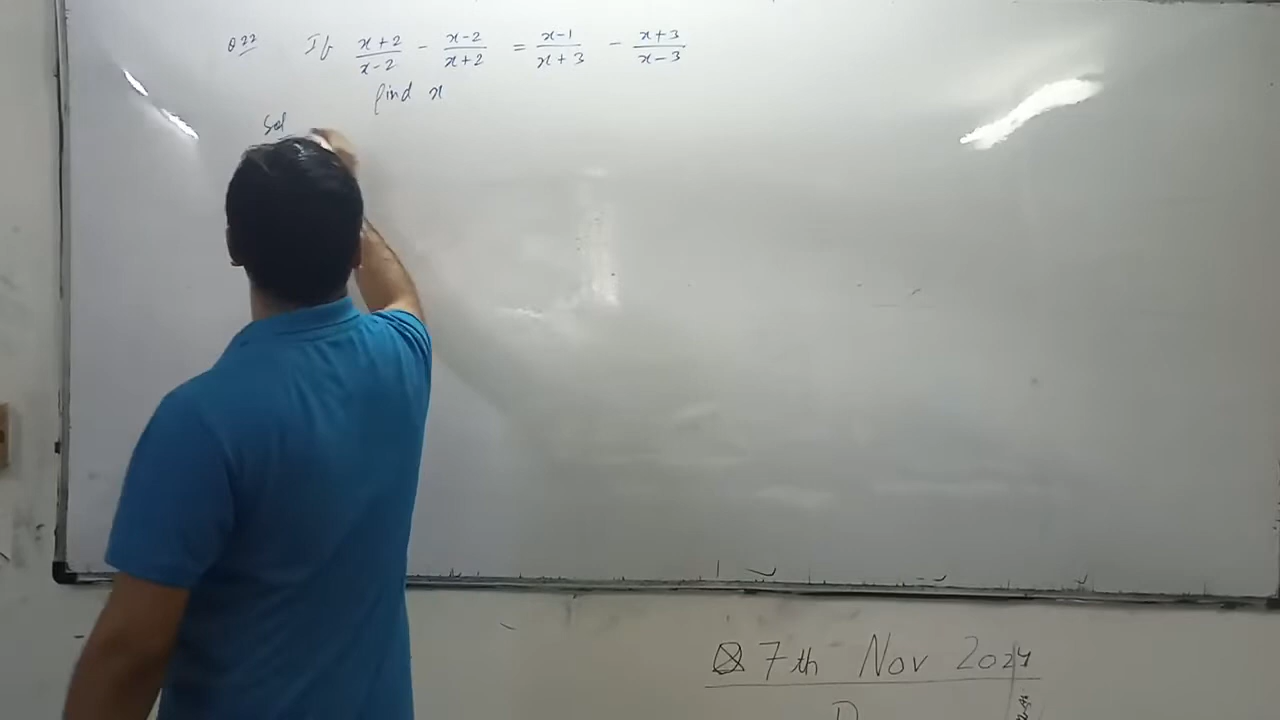 Q22 If (x+2)/(x-2) - (x-2)/(x+2) = (x-1)/(x+3) - (x+3)/(x-3)
find x
Sol
7th Nov 2024